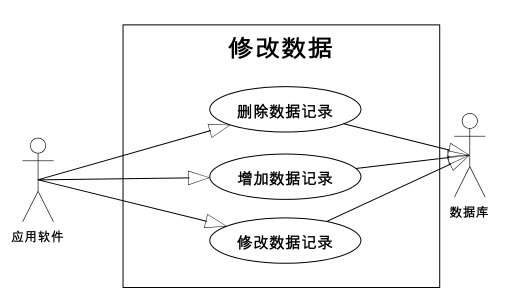 修改数据
删除数据记录
增加数据记录
修改数据记录
应用软件
数据库